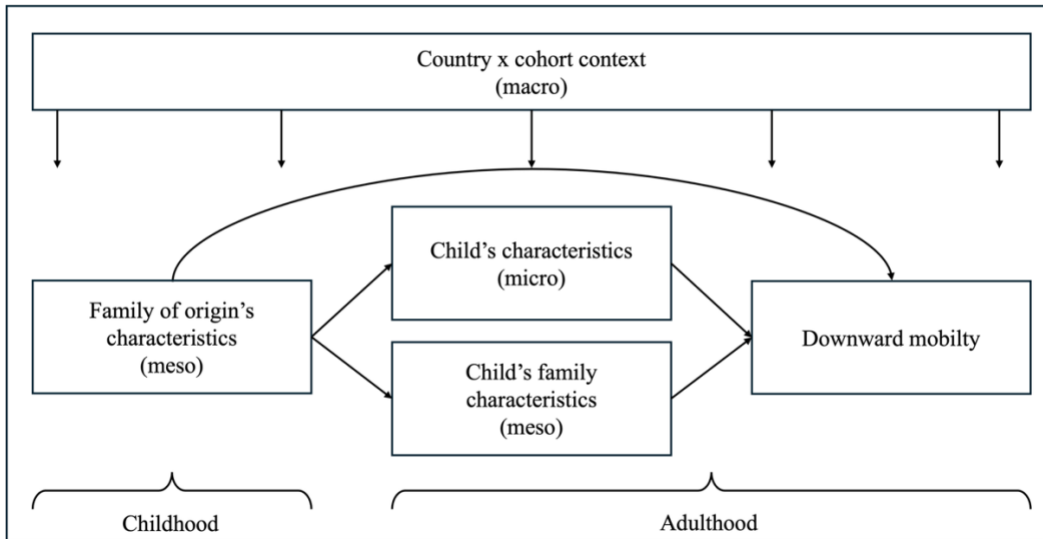 Country x cohort context
(macro)
Child's characteristics
(micro)
Family of origin's
characteristics
(meso)
Downward mobilty
Child's family
characteristics
(meso)
Childhood
Adulthood